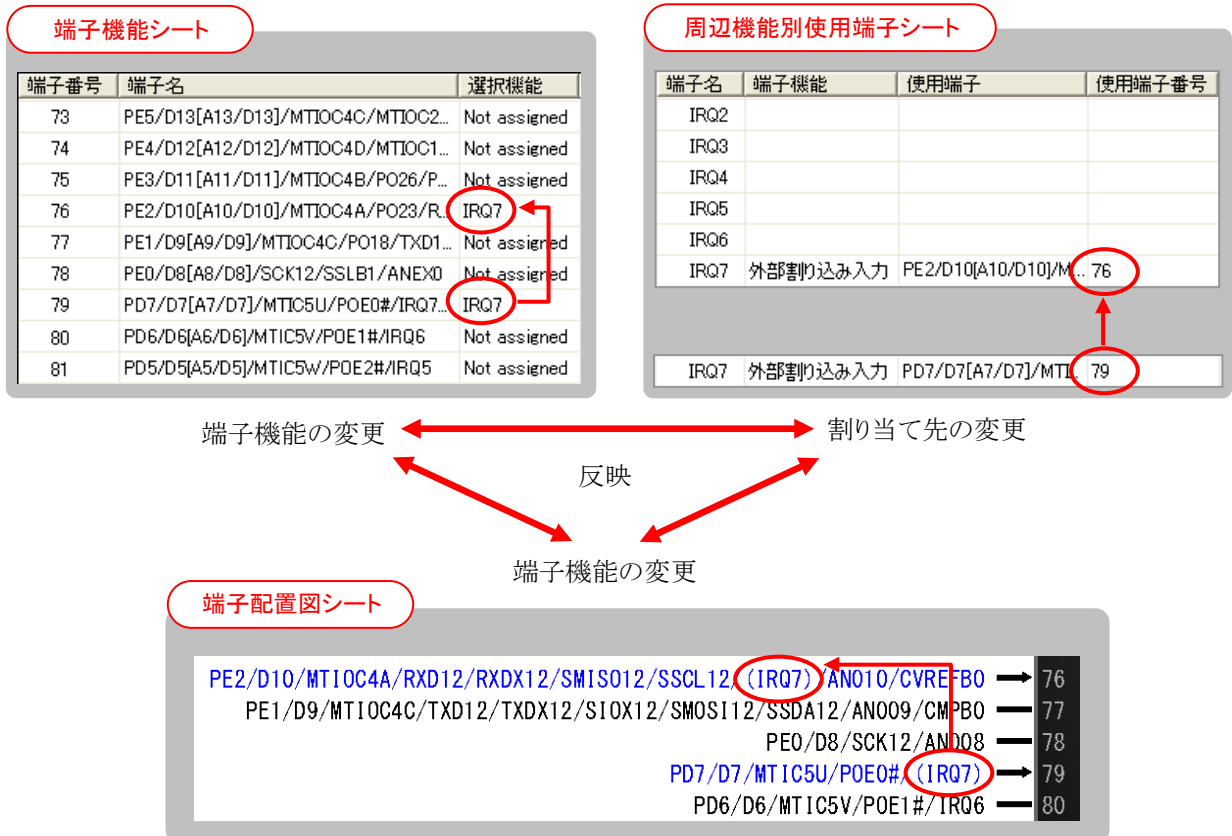 端子機能シート
端子番号 端子名 選択機能
73 PE5/D13[A13/D13]/MTIOC4C/MTIOC2... Not assigned
74 PE4/D12[A12/D12]/MTIOC4D/MTIOC1... Not assigned
75 PE3/D11[A11/D11]/MTIOC4B/PO26/P... Not assigned
76 PE2/D10[A10/D10]/MTIOC4A/PO23/R... IRQ7
77 PE1/D9[A9/D9]/MTIOC4C/PO18/TXD1... Not assigned
78 PE0/D8[A8/D8]/SCK12/SSLB1/ANEX0 Not assigned
79 PD7/D7[A7/D7]/MTIC5U/POE0#/IRQ7... IRQ7
80 PD6/D6[A6/D6]/MTIC5V/POE1#/IRQ6 Not assigned
81 PD5/D5[A5/D5]/MTIC5W/POE2#/IRQ5 Not assigned
周辺機能別使用端子シート
端子名 端子機能 使用端子 使用端子番号
IRQ2
IRQ3
IRQ4
IRQ5
IRQ6
IRQ7 外部割り込み入力 PE2/D10[A10/D10]/M... 76
IRQ7 外部割り込み入力 PD7/D7[A7/D7]/MTI... 79
端子機能の変更
割り当て先の変更
反映
端子機能の変更
端子配置図シート
PE2/D10/MTIOC4A/RXD12/RXDX12/SMISO12/SSCL12/(IRQ7)/AN010/CVREFB0 76
PE1/D9/MTIOC4C/TXD12/TXDX12/SIOX12/SMOSI12/SSDA12/AN009/CMPB0 77
PE0/D8/SCK12/AN008 78
PD7/D7/MTIC5U/POE0#/(IRQ7) 79
PD6/D6/MTIC5V/POE1#/IRQ6 80